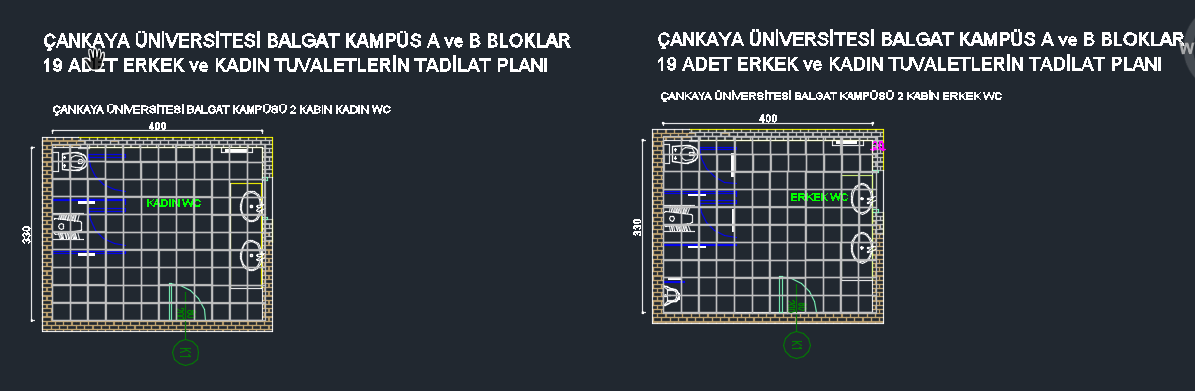 ÇANKAYA ÜNİVERSİTESİ BALGAT KAMPÜS A ve B BLOKLAR
19 ADET ERKEK ve KADIN TUVALETLERİN TADİLAT PLANI
ÇANKAYA ÜNİVERSİTESİ BALGAT KAMPÜSÜ 2 KABIN KADIN WC
400
330
KADIN WC
K1
ÇANKAYA ÜNİVERSİTESİ BALGAT KAMPÜS A ve B BLOKLAR
19 ADET ERKEK ve KADIN TUVALETLERİN TADİLAT PLANI
ÇANKAYA ÜNİVERSİTESİ BALGAT KAMPÜSÜ 2 KABİN ERKEK WC
400
330
ERKEK WC
K1
W